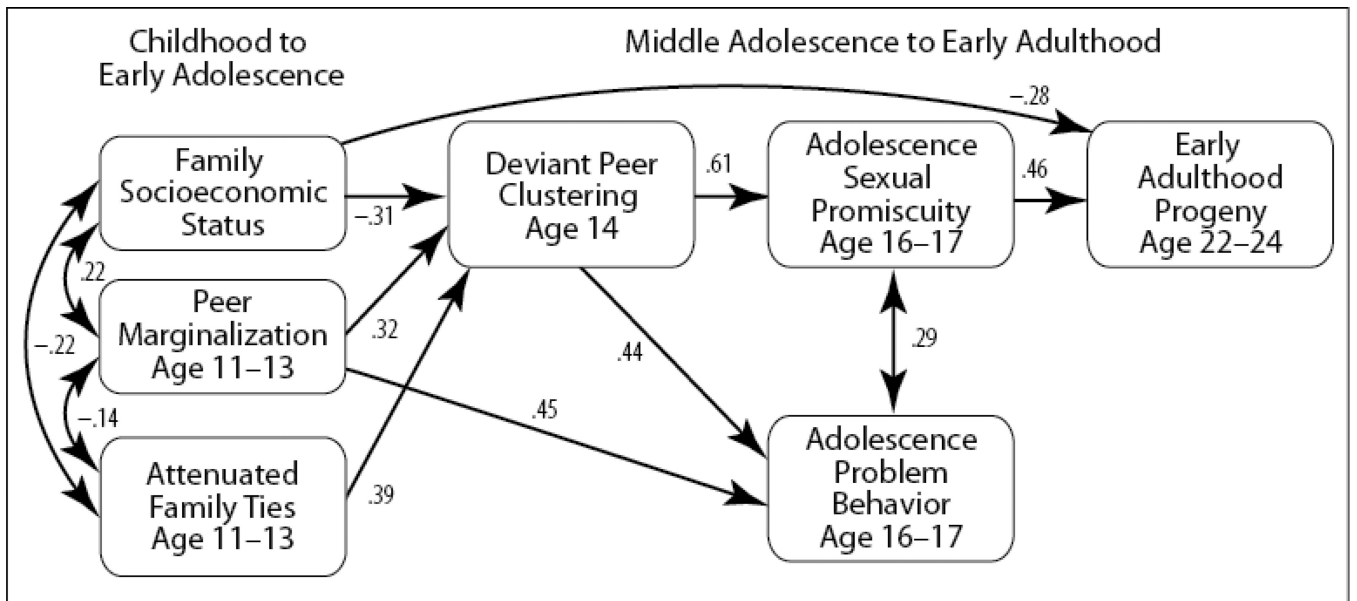 Childhood to
Early Adolescence
Middle Adolescence to Early Adulthood
–.28
Family
Socioeconomic
Status
–.31
Deviant Peer
Clustering
Age 14
.61
Adolescence
Sexual
Promiscuity
Age 16–17
.46
Early
Adulthood
Progeny
Age 22–24
.22
Peer
Marginalization
Age 11–13
.32
–.22
.44
.29
–.14
.45
Attenuated
Family Ties
Age 11–13
.39
Adolescence
Problem
Behavior
Age 16–17